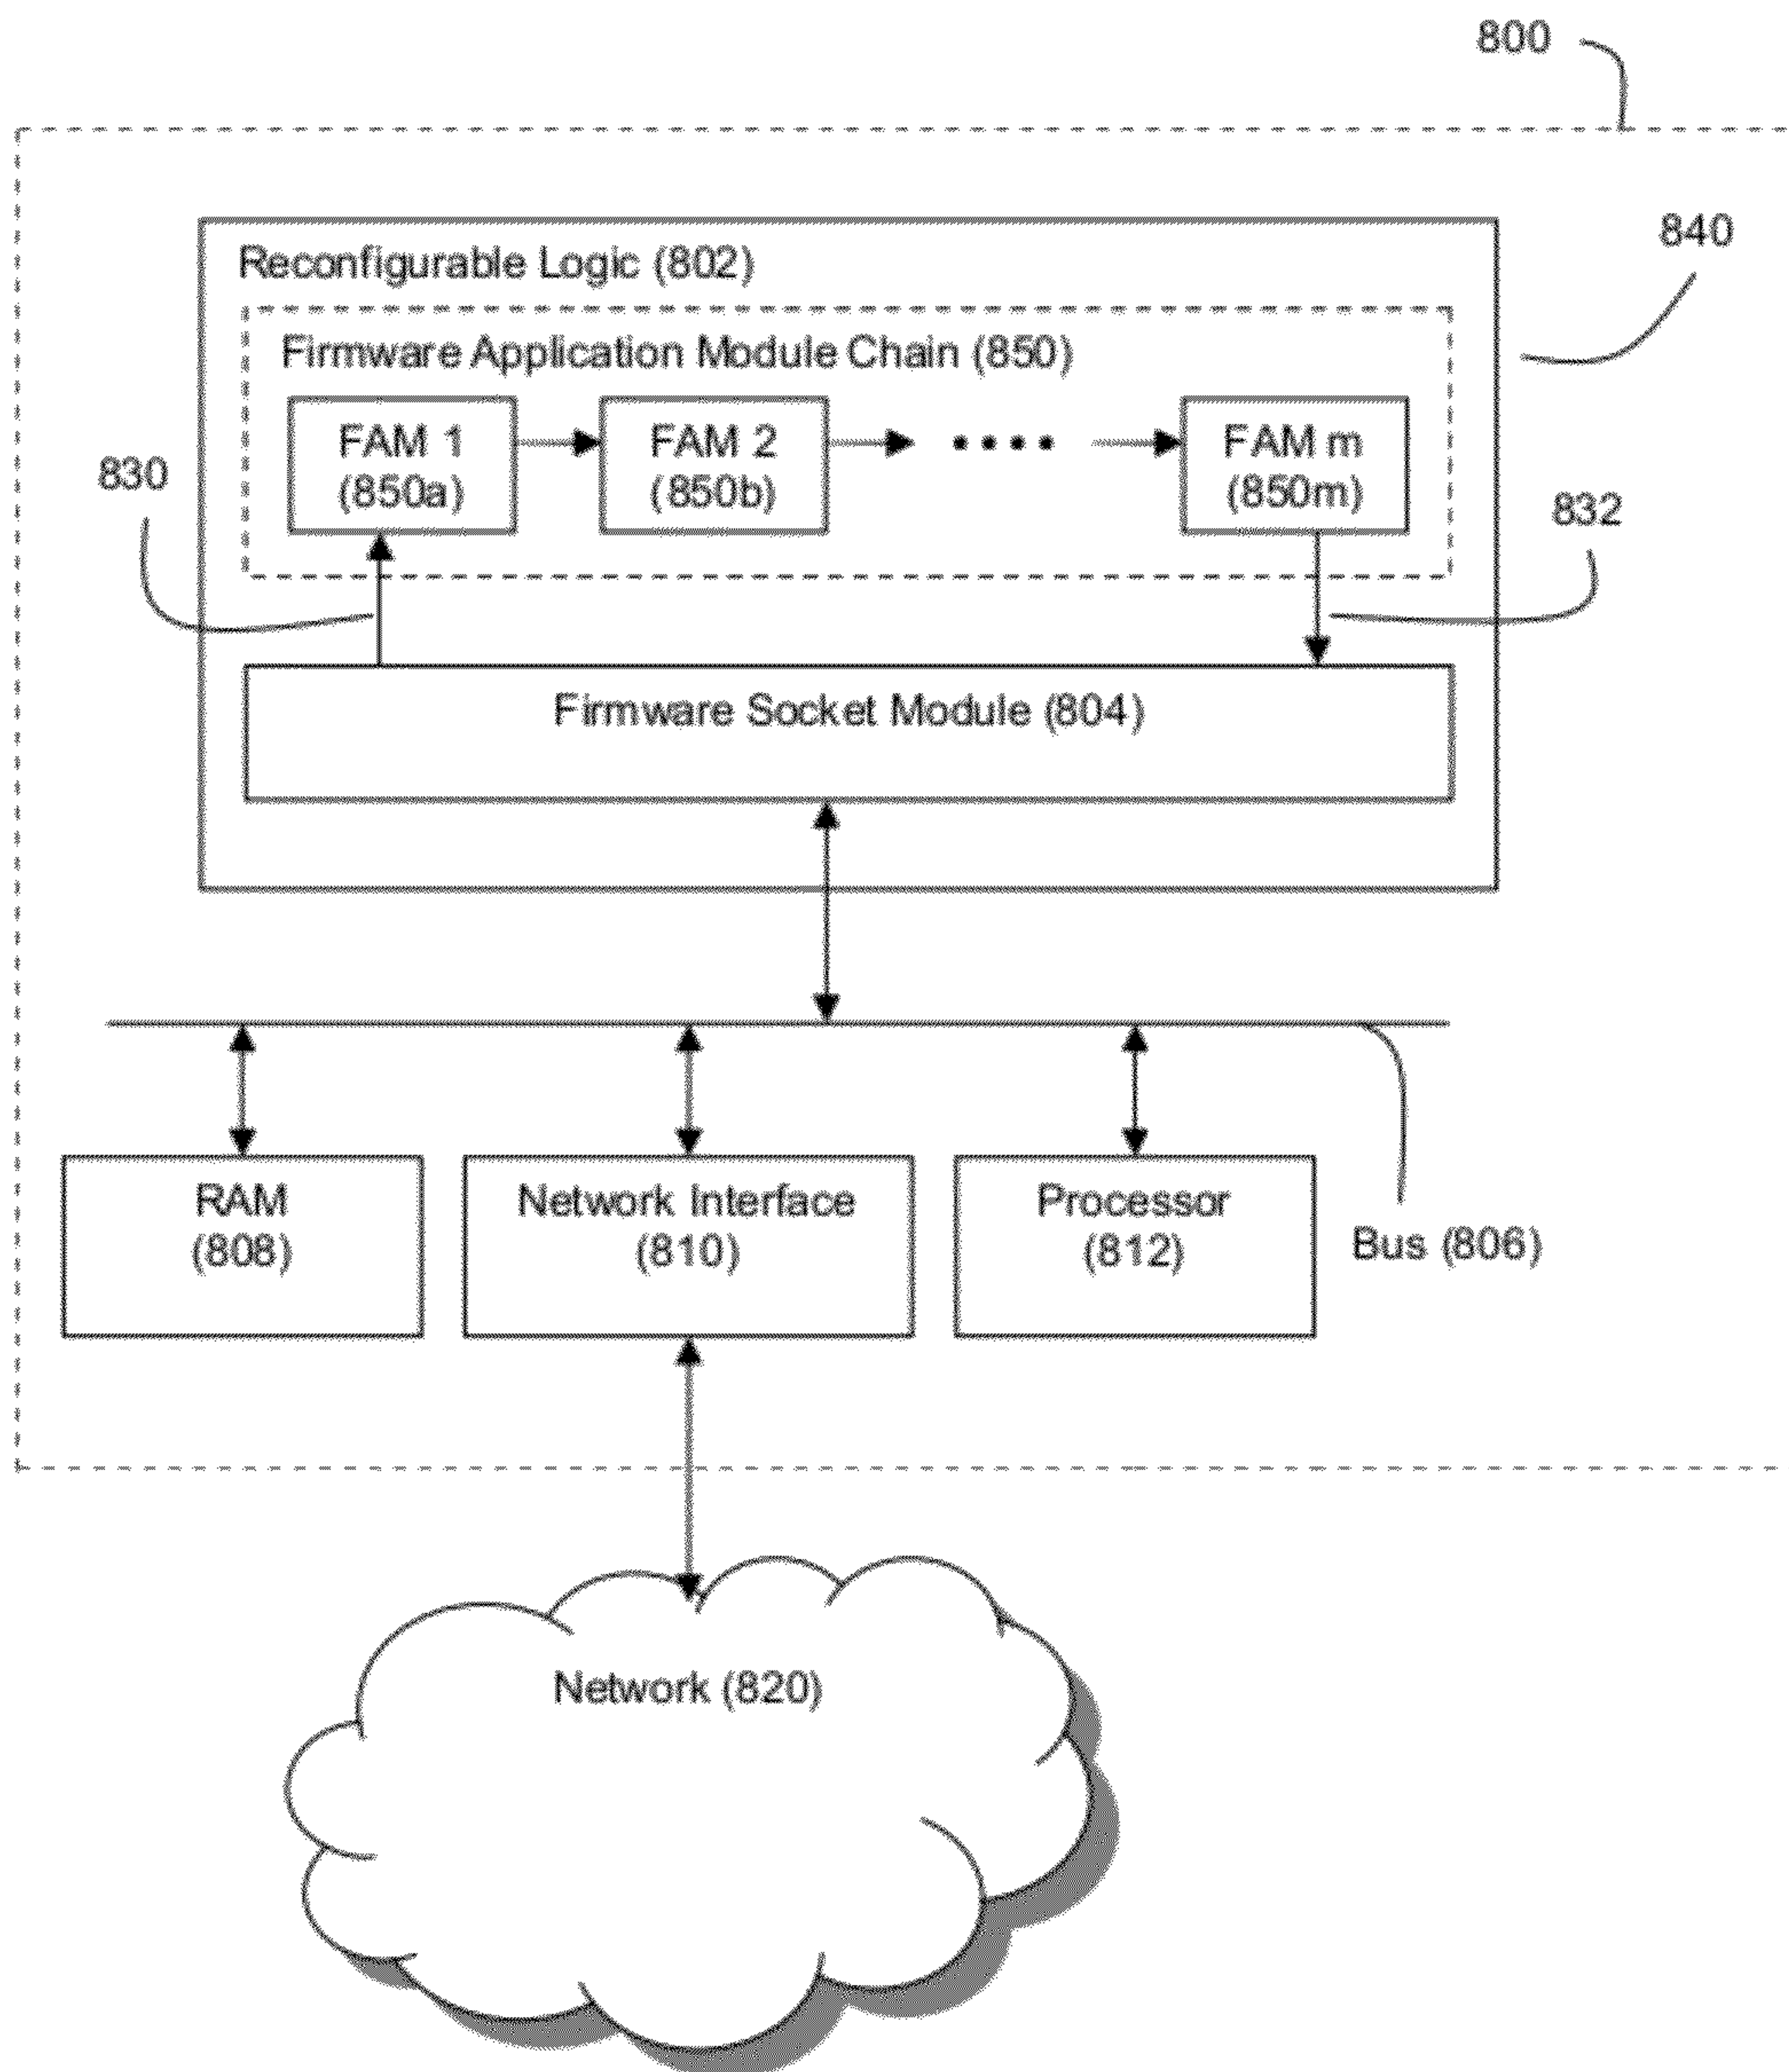 800
840
Reconfigurable Logic (802)
Firmware Application Module Chain (850)
FAM 1
(850a)
FAM 2
(850b)
FAM m
(850m)
830
832
Firmware Socket Module (804)
RAM
(808)
Network Interface
(810)
Processor
(812)
Bus (806)
Network (820)